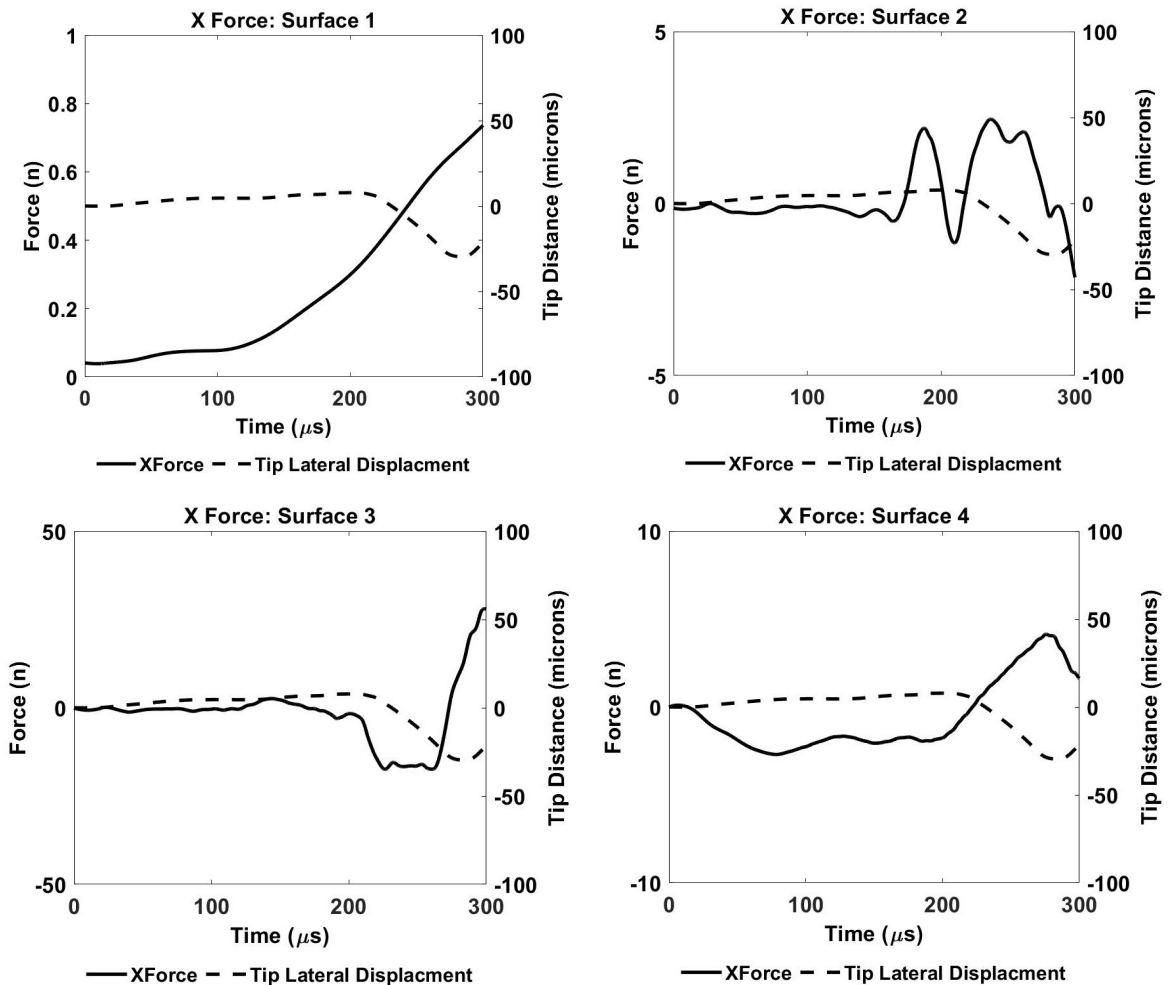 X Force: Surface 1
1
0.8
0.6
0.4
0.2
0
100
50
0
-50
-100
Force (n)
Tip Distance (microns)
0 100 200 300
Time (μs)
XForce Tip Lateral Displacment
X Force: Surface 2
5
0
-5
100
50
0
-50
-100
Force (n)
Tip Distance (microns)
0 100 200 300
Time (μs)
XForce Tip Lateral Displacment
X Force: Surface 3
50
0
-50
100
50
0
-50
-100
Force (n)
Tip Distance (microns)
0 100 200 300
Time (μs)
XForce Tip Lateral Displacment
X Force: Surface 4
10
0
-10
100
50
0
-50
-100
Force (n)
Tip Distance (microns)
0 100 200 300
Time (μs)
XForce Tip Lateral Displacment